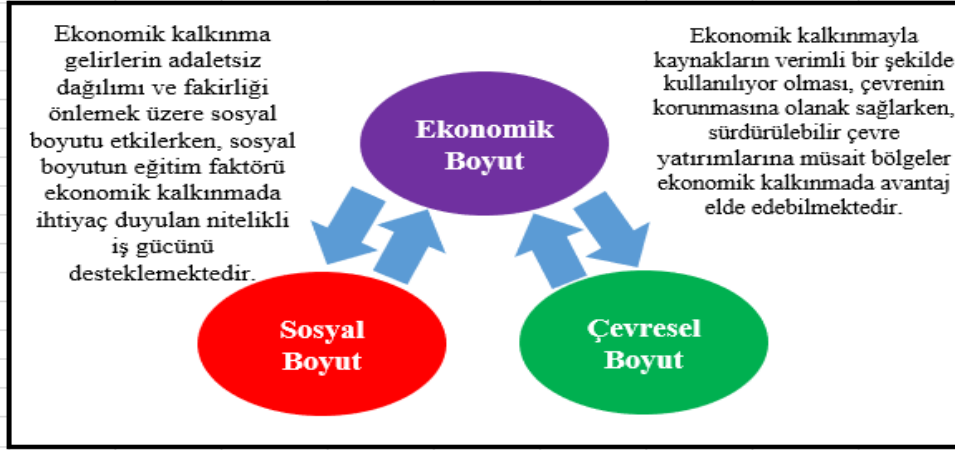 Ekonomik kalkınma
gelirlerin adaletsiz
dağılımı ve fakirliği
önlemek üzere sosyal
boyutu etkilerken, sosyal
boyutun eğitim faktörü
ekonomik kalkınmada
ihtiyaç duyulan nitelikli
iş gücünü
desteklemektedir.
Ekonomik
Boyut
Ekonomik kalkınmayla
kaynakların verimli bir şekilde
kullanılıyor olması, çevrenin
korunmasına olanak sağlarken,
sürdürülebilir çevre
yatırımlarına müsait bölgeler
ekonomik kalkınmada avantaj
elde edebilmektedir.
Sosyal
Boyut
Çevresel
Boyut